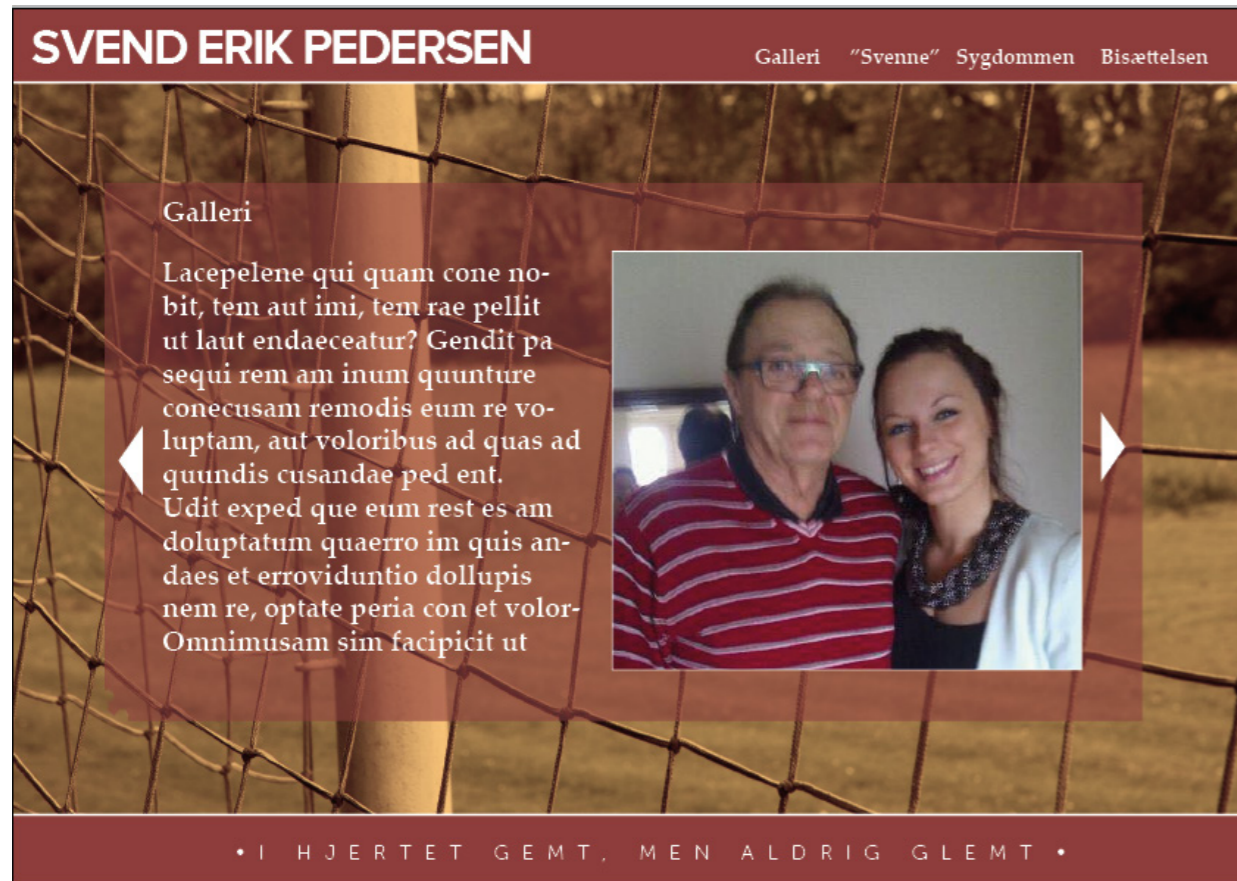 SVEND ERIK PEDERSEN
Galleri ”Svenne” Sygdommen Bisættelsen
Galleri
Lacepelene qui quam cone no-
bit, tem aut imi, tem rae pellit
ut laut endaeceatur? Gendit pa
sequi rem am inum quunture
conecusam remodis eum re vo-
luptam, aut voloribus ad quas ad
quundis cusandae ped ent.
Udit exped que eum rest es am
doluptatum quaerro im quis an-
daes et erroviduntio dollupis
nem re, optate peria con et volor-
Omnimusam sim facipicit ut
• I HJERTET GEMT, MEN ALDRIG GLEMT •